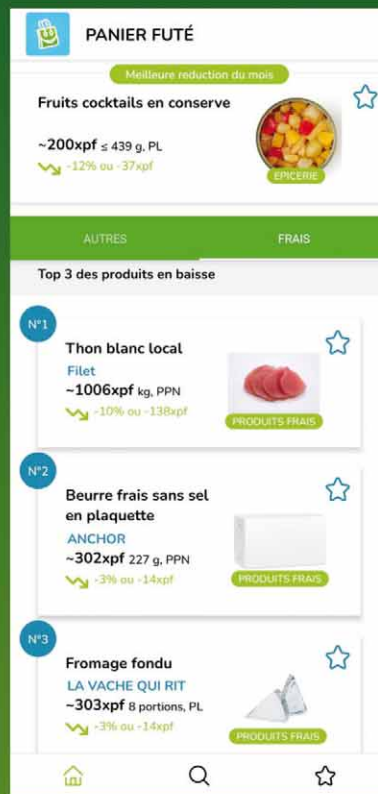 PANIER FUTÉ
Meilleure reduction du mois
Fruits cocktails en conserve
~200xpf ≤ 439 g, PL
-12% ou -37xpf
EPICERIE
AUTRES
FRAIS
Top 3 des produits en baisse
N°1
Thon blanc local
Filet
~1006xpf kg, PPN
-10% ou -138xpf
PRODUITS FRAIS
N°2
Beurre frais sans sel
en plaquette
ANCHOR
~302xpf 227 g, PPN
-3% ou -14xpf
PRODUITS FRAIS
N°3
Fromage fondu
LA VACHE QUI RIT
~303xpf 8 portions, PL
-3% ou -14xpf
PRODUITS FRAIS